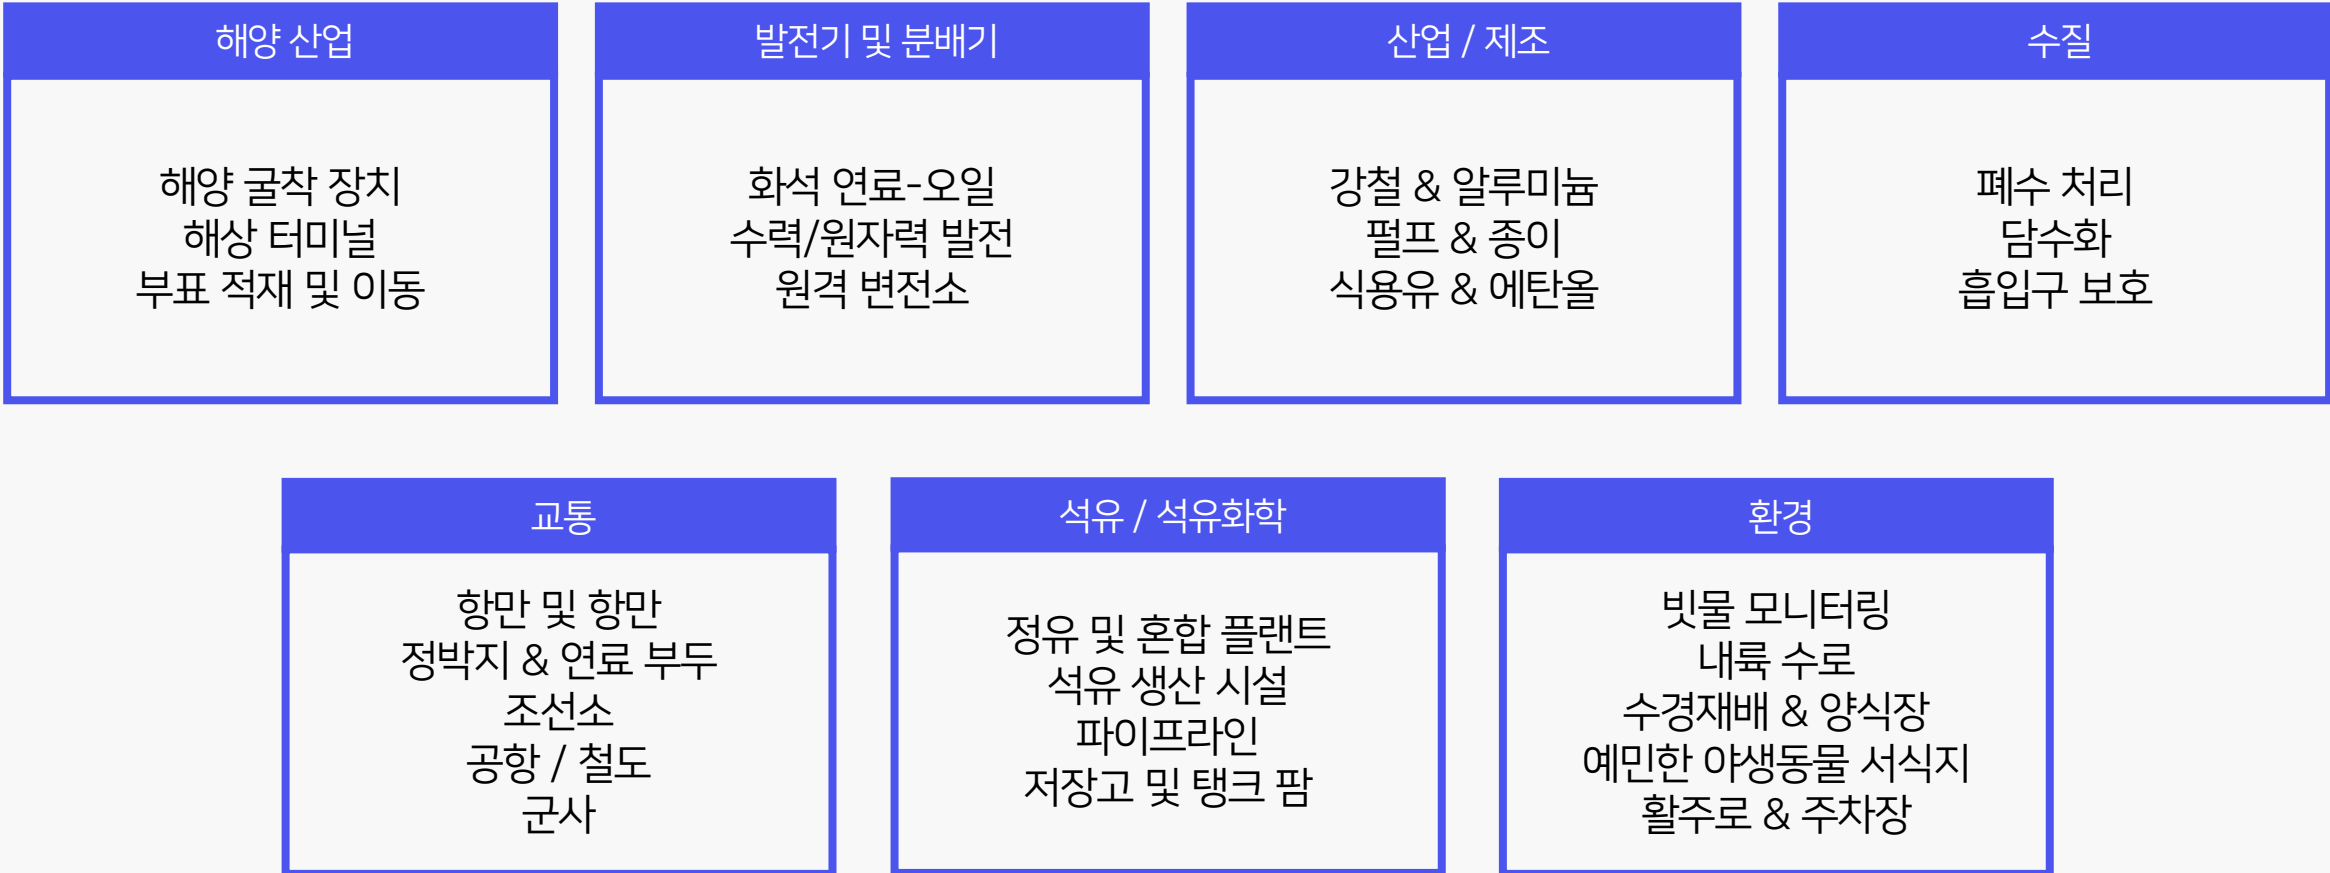 해양 산업
해양 굴착 장치
해상 터미널
부표 적재 및 이동
발전기 및 분배기
화석 연료-오일
수력/원자력 발전
원격 변전소
산업 / 제조
강철 & 알루미늄
펄프 & 종이
식용유 & 에탄올
수질
폐수 처리
담수화
흡입구 보호
교통
항만 및 항만
정박지 & 연료 부두
조선소
공항 / 철도
군사
석유 / 석유화학
정유 및 혼합 플랜트
석유 생산 시설
파이프라인
저장고 및 탱크 팜
환경
빗물 모니터링
내륙 수로
수경재배 & 양식장
예민한 야생동물 서식지
활주로 & 주차장